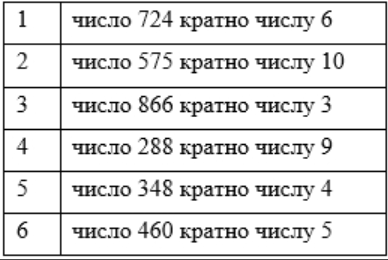 1 число 724 кратно числу 6
2 число 575 кратно числу 10
3 число 866 кратно числу 3
4 число 288 кратно числу 9
5 число 348 кратно числу 4
6 число 460 кратно числу 5